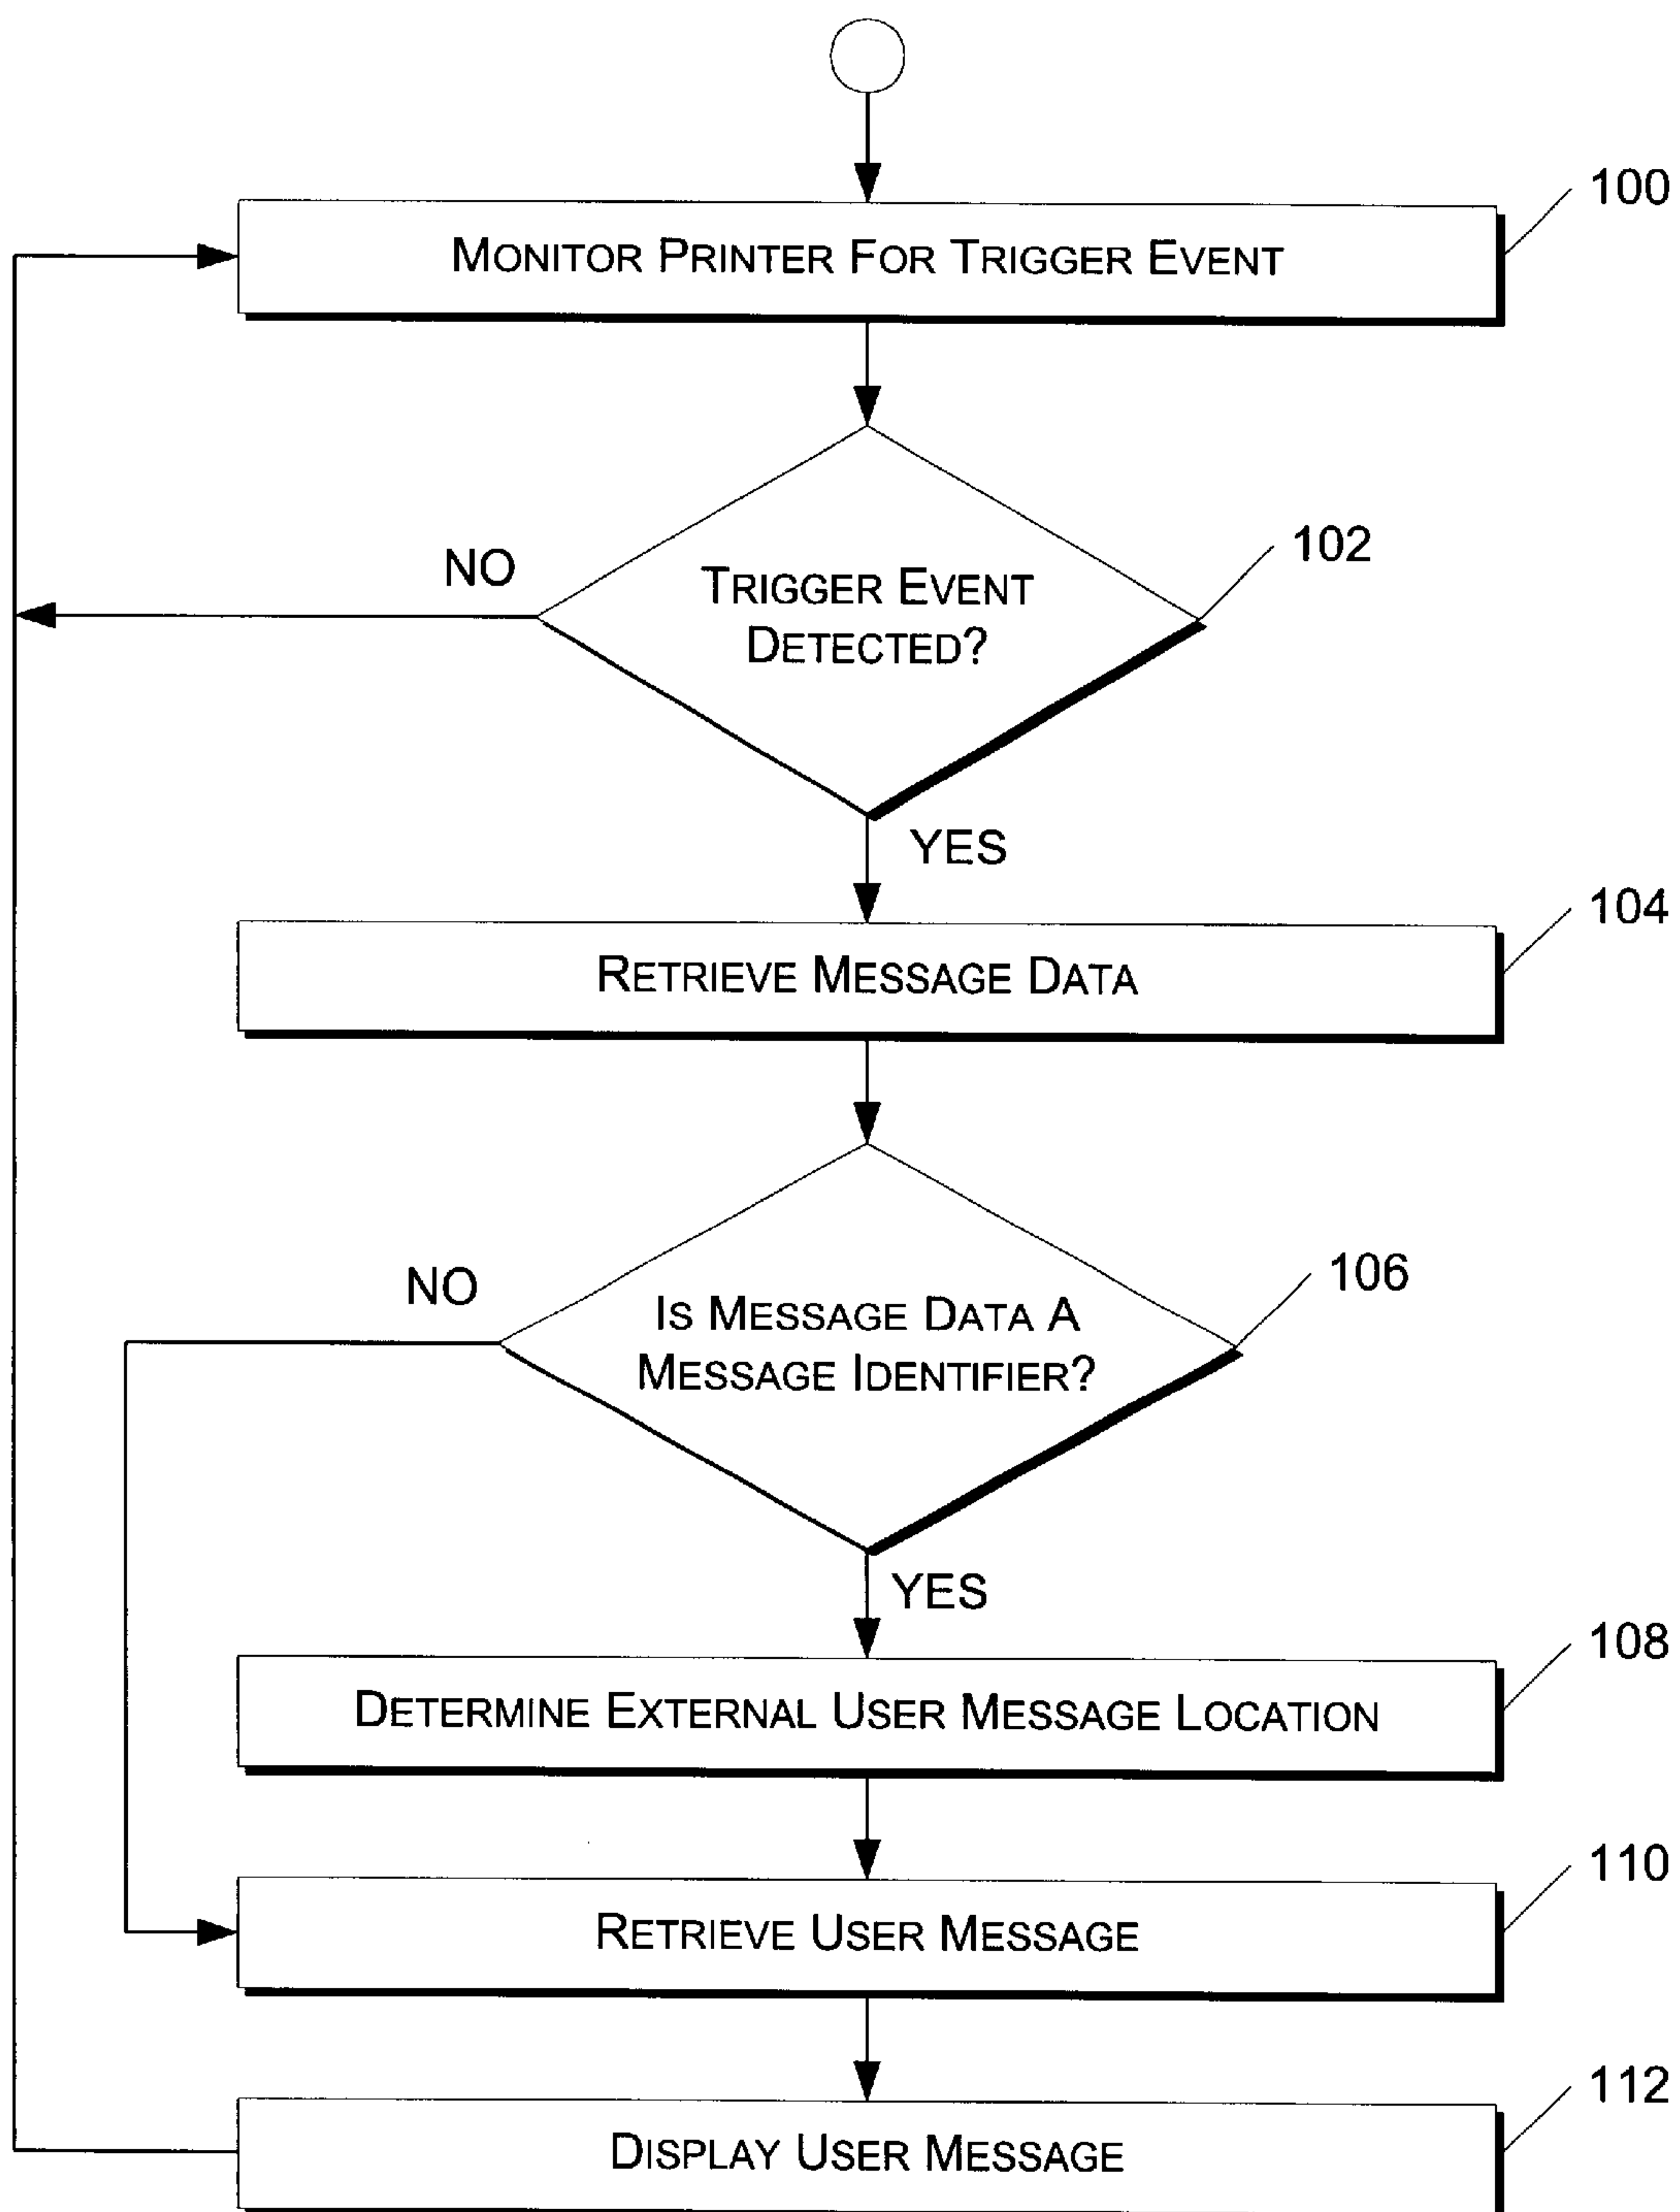 100
MONITOR PRINTER FOR TRIGGER EVENT
102
NO
TRIGGER EVENT
DETECTED?
YES
104
RETRIEVE MESSAGE DATA
106
NO
IS MESSAGE DATA A
MESSAGE IDENTIFIER?
YES
108
DETERMINE EXTERNAL USER MESSAGE LOCATION
110
RETRIEVE USER MESSAGE
112
DISPLAY USER MESSAGE